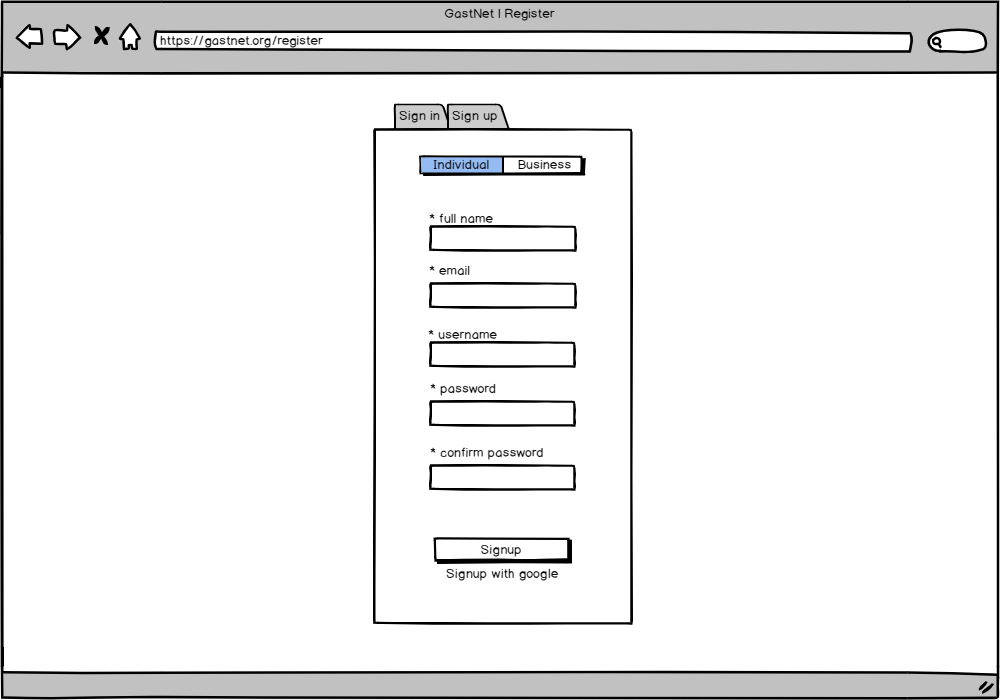 GastNet | Register
https://gastnet.org/register
Sign in Sign up
Individual Business
* full name
* email
* username
* password
* confirm password
Signup
Signup with google